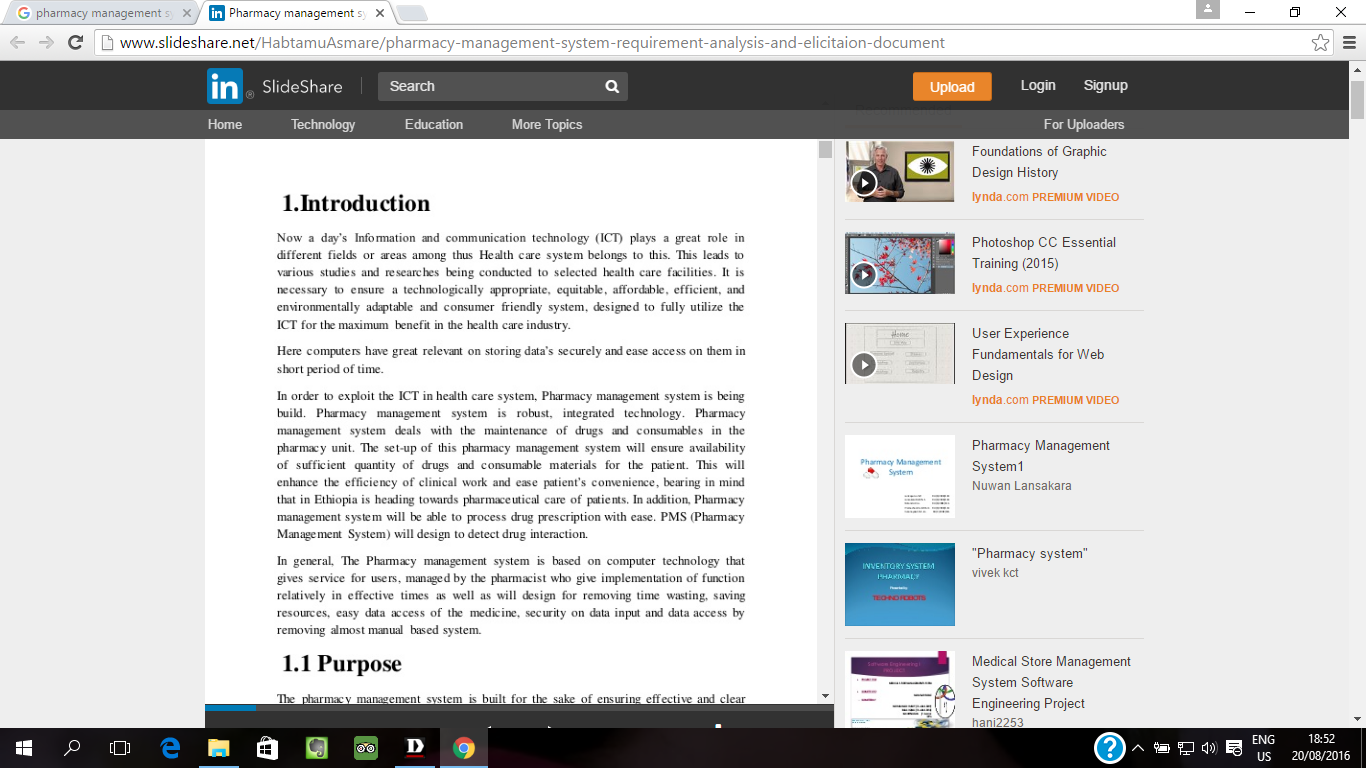 pharmacy management s
Pharmacy management sy
www.slideshare.net/HabtamuAsmare/pharmacy-management-system-requirement-analysis-and-elicitaion-document
in
SlideShare
Search
Upload
Login
Signup
Home
Technology
Education
More Topics
For Uploaders
1.Introduction
Now a day’s Information and communication technology (ICT) plays a great role in
different fields or areas among thus Health care system belongs to this. This leads to
various studies and researches being conducted to selected health care facilities. It is
necessary to ensure a technologically appropriate, equitable, affordable, efficient, and
environmentally adaptable and consumer friendly system, designed to fully utilize the
ICT for the maximum benefit in the health care industry.
Here computers have great relevant on storing data’s securely and ease access on them in
short period of time.
In order to exploit the ICT in health care system, Pharmacy management system is being
build. Pharmacy management system is robust, integrated technology. Pharmacy
management system deals with the maintenance of drugs and consumables in the
pharmacy unit. The set-up of this pharmacy management system will ensure availability
of sufficient quantity of drugs and consumable materials for the patient. This will
enhance the efficiency of clinical work and ease patient’s convenience, bearing in mind
that in Ethiopia is heading towards pharmaceutical care of patients. In addition, Pharmacy
management system will be able to process drug prescription with ease. PMS (Pharmacy
Management System) will design to detect drug interaction.
In general, The Pharmacy management system is based on computer technology that
gives service for users, managed by the pharmacist who give implementation of function
relatively in effective times as well as will design for removing time wasting, saving
resources, easy data access of the medicine, security on data input and data access by
removing almost manual based system.
1.1 Purpose
The pharmacy management system is built for the sake of ensuring effective and clear
Foundations of Graphic
Design History
lynda.com PREMIUM VIDEO
Photoshop CC Essential
Training (2015)
lynda.com PREMIUM VIDEO
Home
User Experience
Fundamentals for Web
Design
lynda.com PREMIUM VIDEO
Pharmacy Management
System
Pharmacy Management
System1
Nuwan Lansakara
INVENTORY SYSTEM
PHARMACY
TECHNO ROBOTS
"Pharmacy system"
vivek kct
Medical Store Management
System Software
Engineering Project
hani2253
ENG
US
18:52
20/08/2016